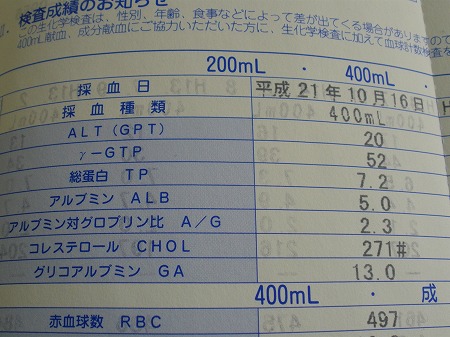 検査成績のお知らせ
この生化学検査は、性別、年齢、食事などによって差が出てくる場合がありますので
400mL献血、成分献血にご協力いただいた方に、生化学検査に加えて血球計数検査を
200mL ・ 400mL ・
採血日 平成21年10月16日
採血種類 400mL
ALT(GPT) 20
γ-GTP 52
総蛋白 TP 7.2
アルブミン ALB 5.0
アルブミン対グロブリン比 A/G 2.3
コレステロール CHOL 271#
グリコアルブミン GA 13.0
400mL ・ 成
赤血球数 RBC 497